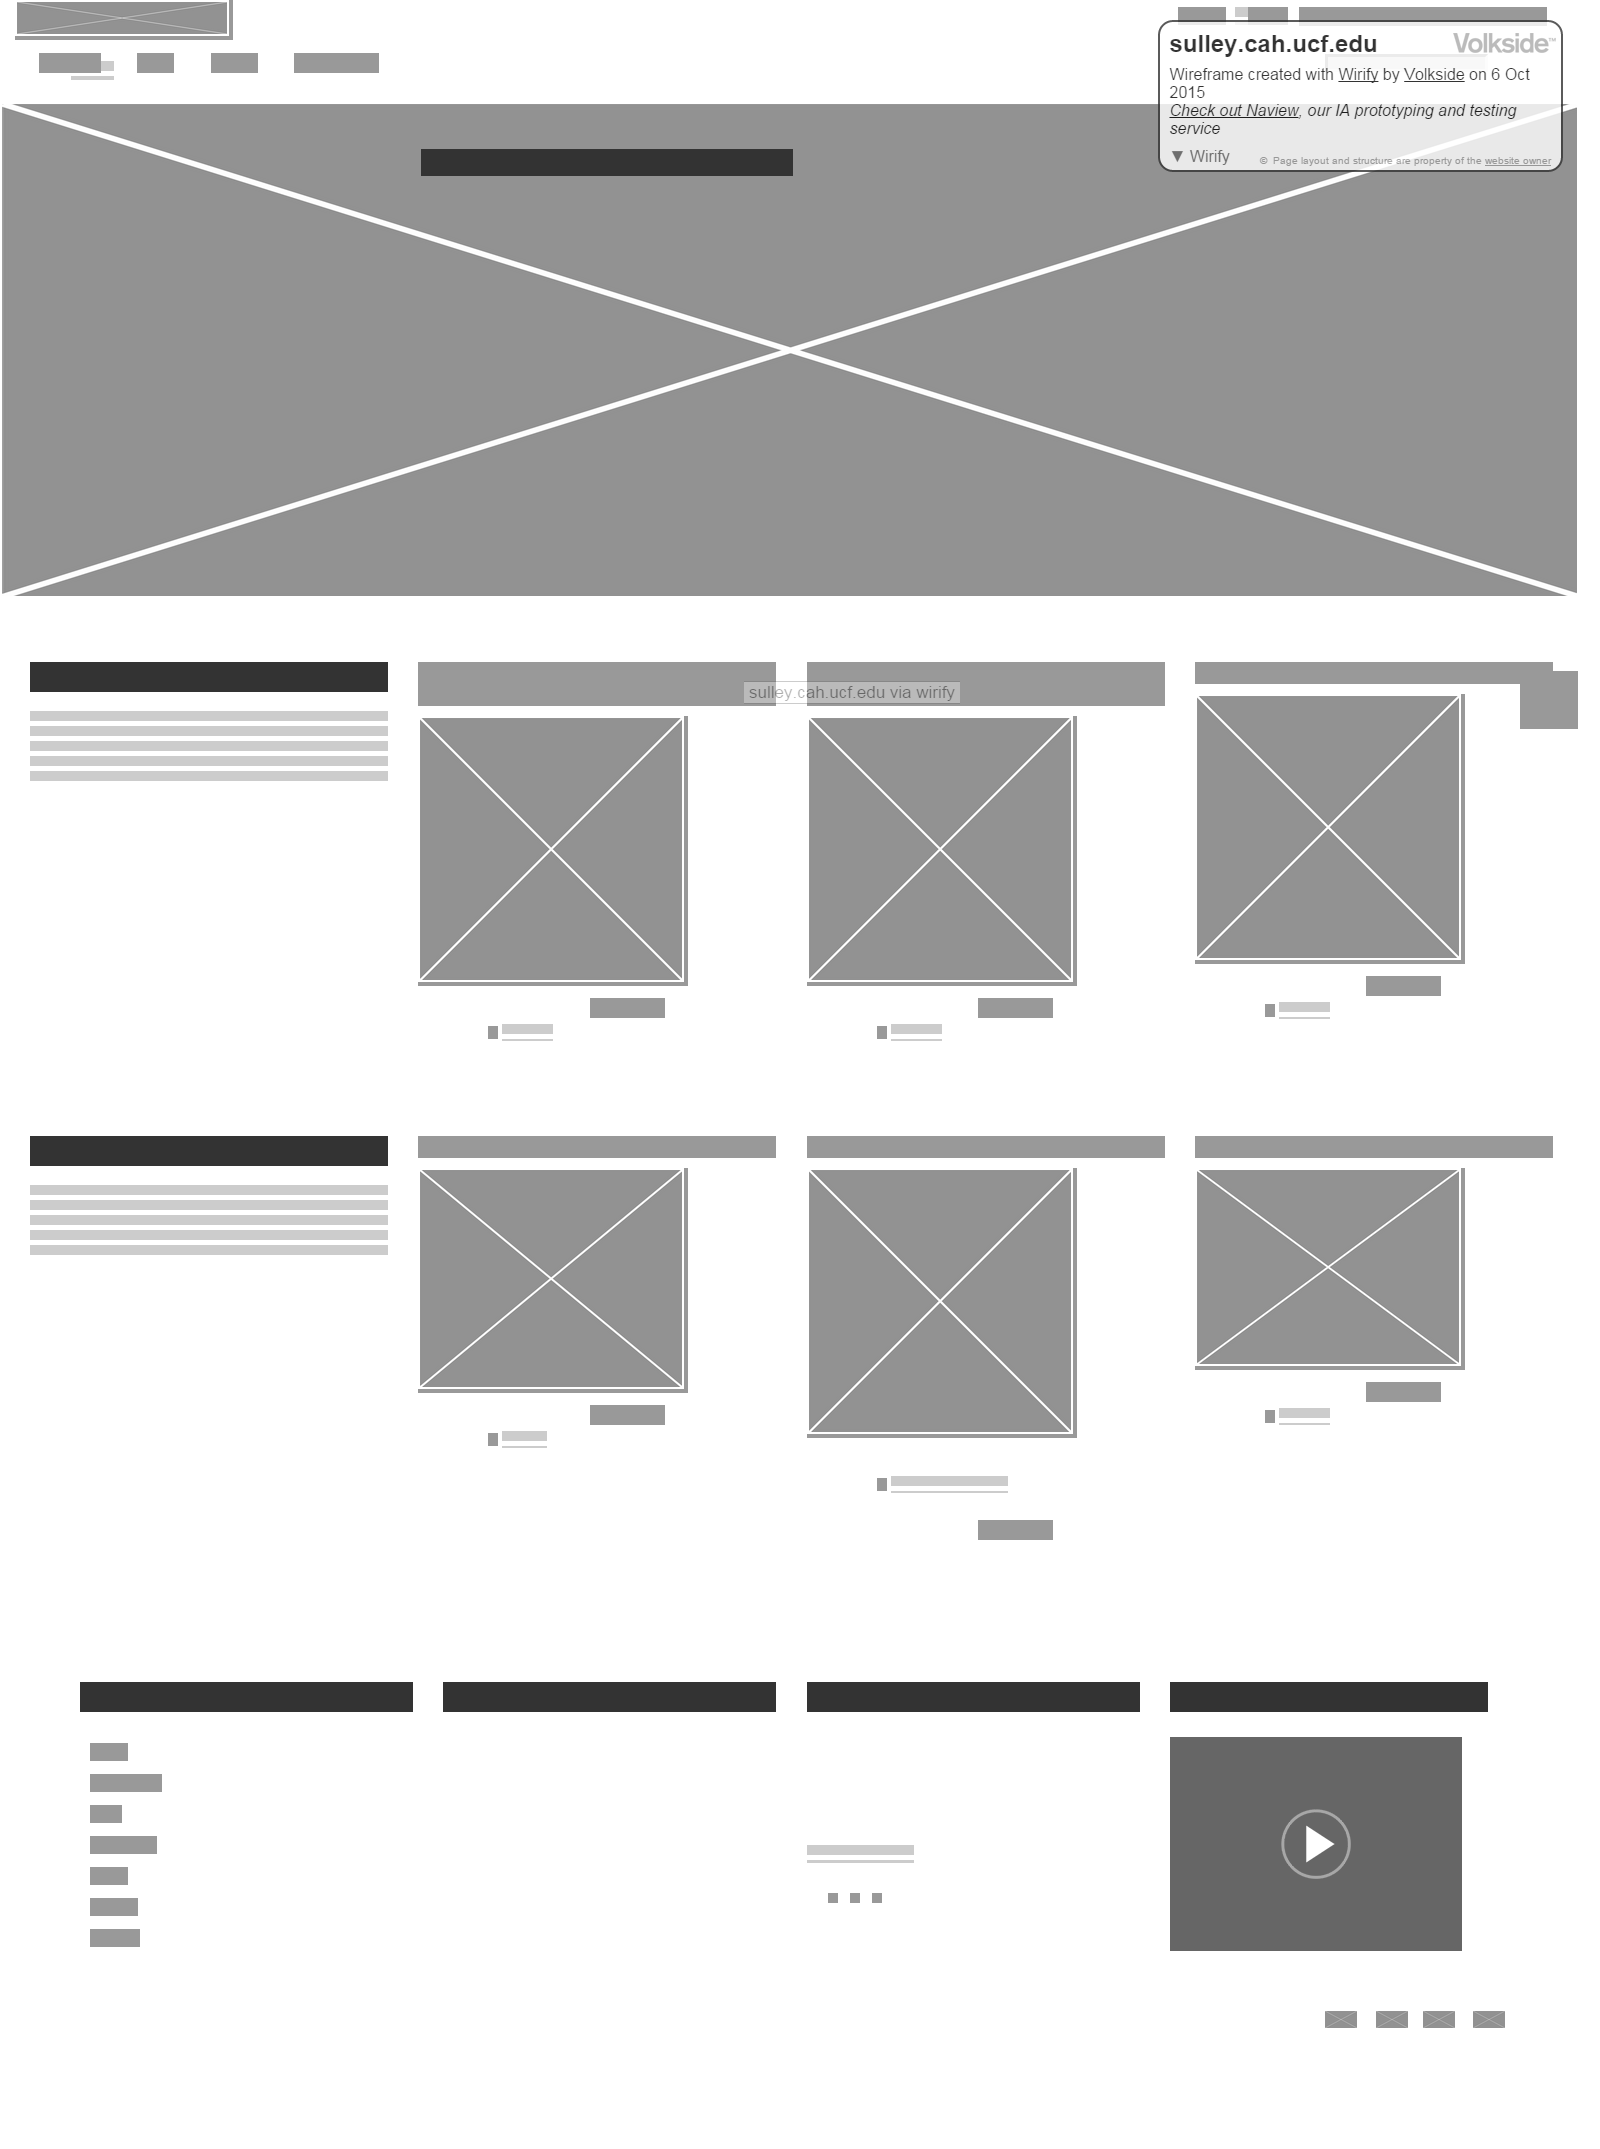 sulley.cah.ucf.edu
Volkside™
Wireframe created with Wirify by Volkside on 6 Oct
2015
Check out Naview, our IA prototyping and testing
service
▼ Wirify
© Page layout and structure are property of the website owner
sulley.cah.ucf.edu via wirify